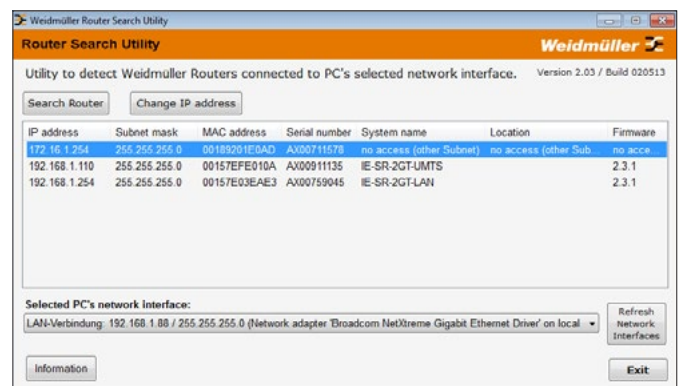 Weidmüller Router Search Utility
Router Search Utility
Weidmüller
Utility to detect Weidmüller Routers connected to PC's selected network interface.
Version 2.03 / Build 020513
Search Router
Change IP address
IP address Subnet mask MAC address Serial number System name Location Firmware
172.16.1.254 255.255.255.0 00189201E0AD AX00711578 no access (other Subnet) no access (other Sub... no acce...
192.168.1.110 255.255.255.0 00157EFE010A AX00911135 IE-SR-2GT-UMTS 2.3.1
192.168.1.254 255.255.255.0 00157E03EAE3 AX00759045 IE-SR-2GT-LAN 2.3.1
Selected PC's network interface:
LAN-Verbindung: 192.168.1.88 / 255.255.255.0 (Network adapter 'Broadcom NetXtreme Gigabit Ethernet Driver' on local
Refresh
Network
Interfaces
Information
Exit